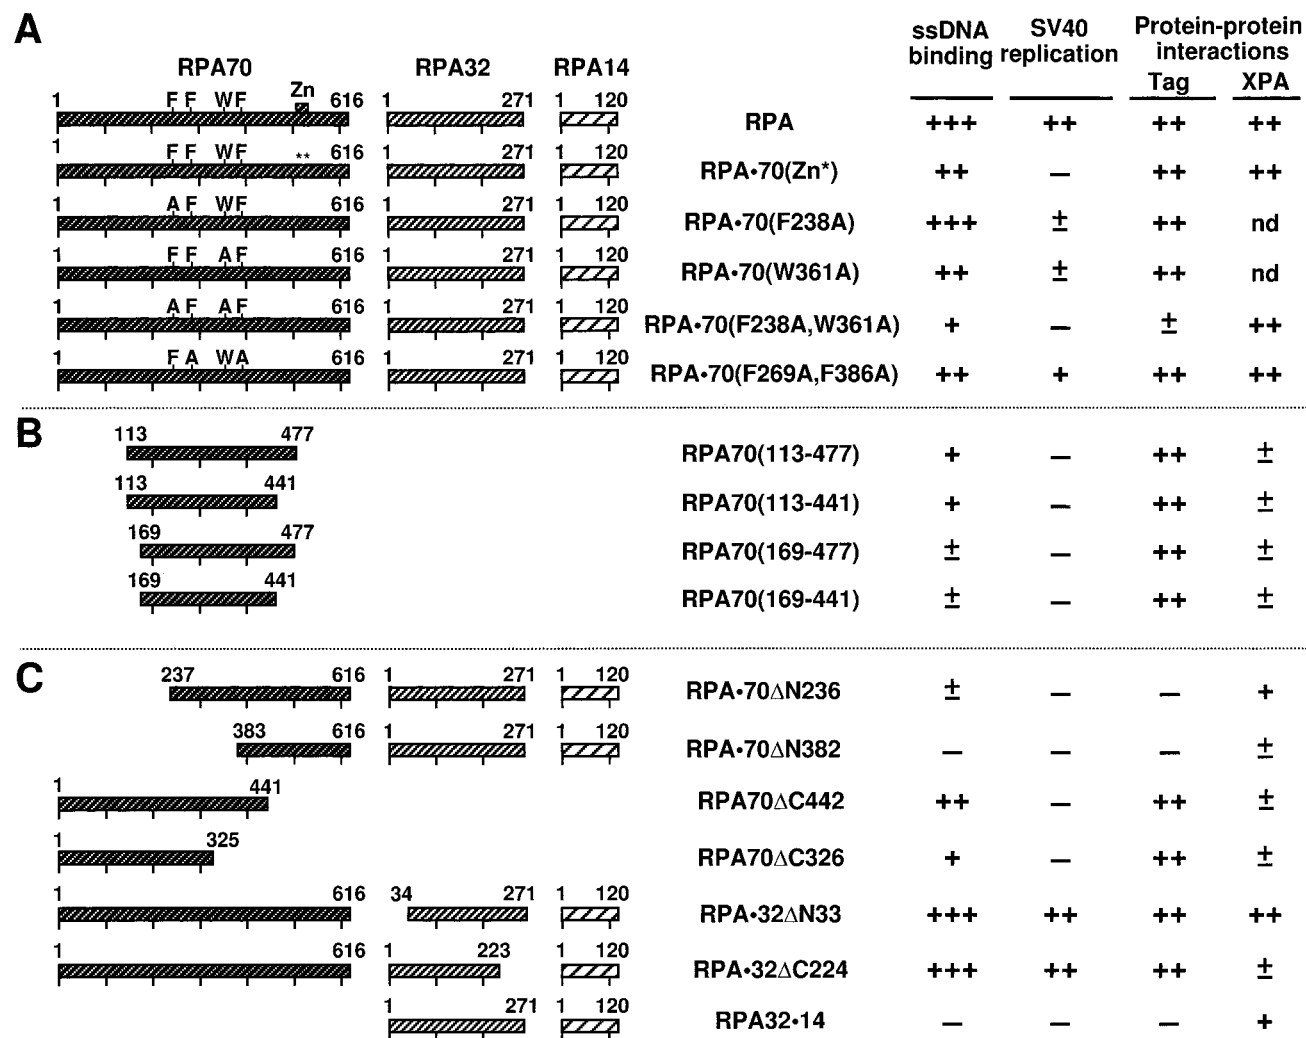 A
ssDNA binding
SV40 replication
Protein-protein interactions
Tag XPA
RPA70 RPA32 RPA14
1 F F W F Zn 616 1 271 1 120 RPA +++ ++ ++ ++
1 F F W F ** 616 1 271 1 120 RPA•70(Zn*) ++ — ++ ++
1 A F W F 616 1 271 1 120 RPA•70(F238A) +++ ± ++ nd
1 F F A F 616 1 271 1 120 RPA•70(W361A) ++ ± ++ nd
1 A F A F 616 1 271 1 120 RPA•70(F238A,W361A) + — ± ++
1 F A W A 616 1 271 1 120 RPA•70(F269A,F386A) ++ + ++ ++
B
113 477 RPA70(113-477) + — ++ ±
113 441 RPA70(113-441) + — ++ ±
169 477 RPA70(169-477) ± — ++ ±
169 441 RPA70(169-441) ± — ++ ±
C
237 616 1 271 1 120 RPA•70ΔN236 ± — — +
383 616 1 271 1 120 RPA•70ΔN382 — — — ±
1 441 RPA70ΔC442 ++ — ++ ±
1 325 RPA70ΔC326 + — ++ ±
1 616 34 271 1 120 RPA•32ΔN33 +++ ++ ++ ++
1 616 1 223 1 120 RPA•32ΔC224 +++ ++ ++ ±
1 271 1 120 RPA32•14 — — — +